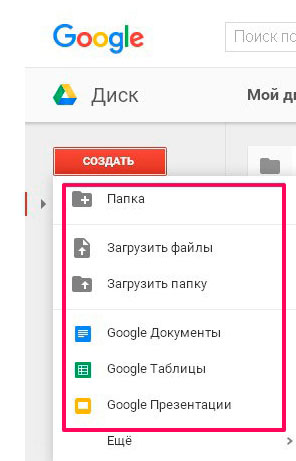 Google
Поиск по
Диск
Мой ди
СОЗДАТЬ
Папка
Загрузить файлы
Загрузить папку
Google Документы
Google Таблицы
Google Презентации
Ещё